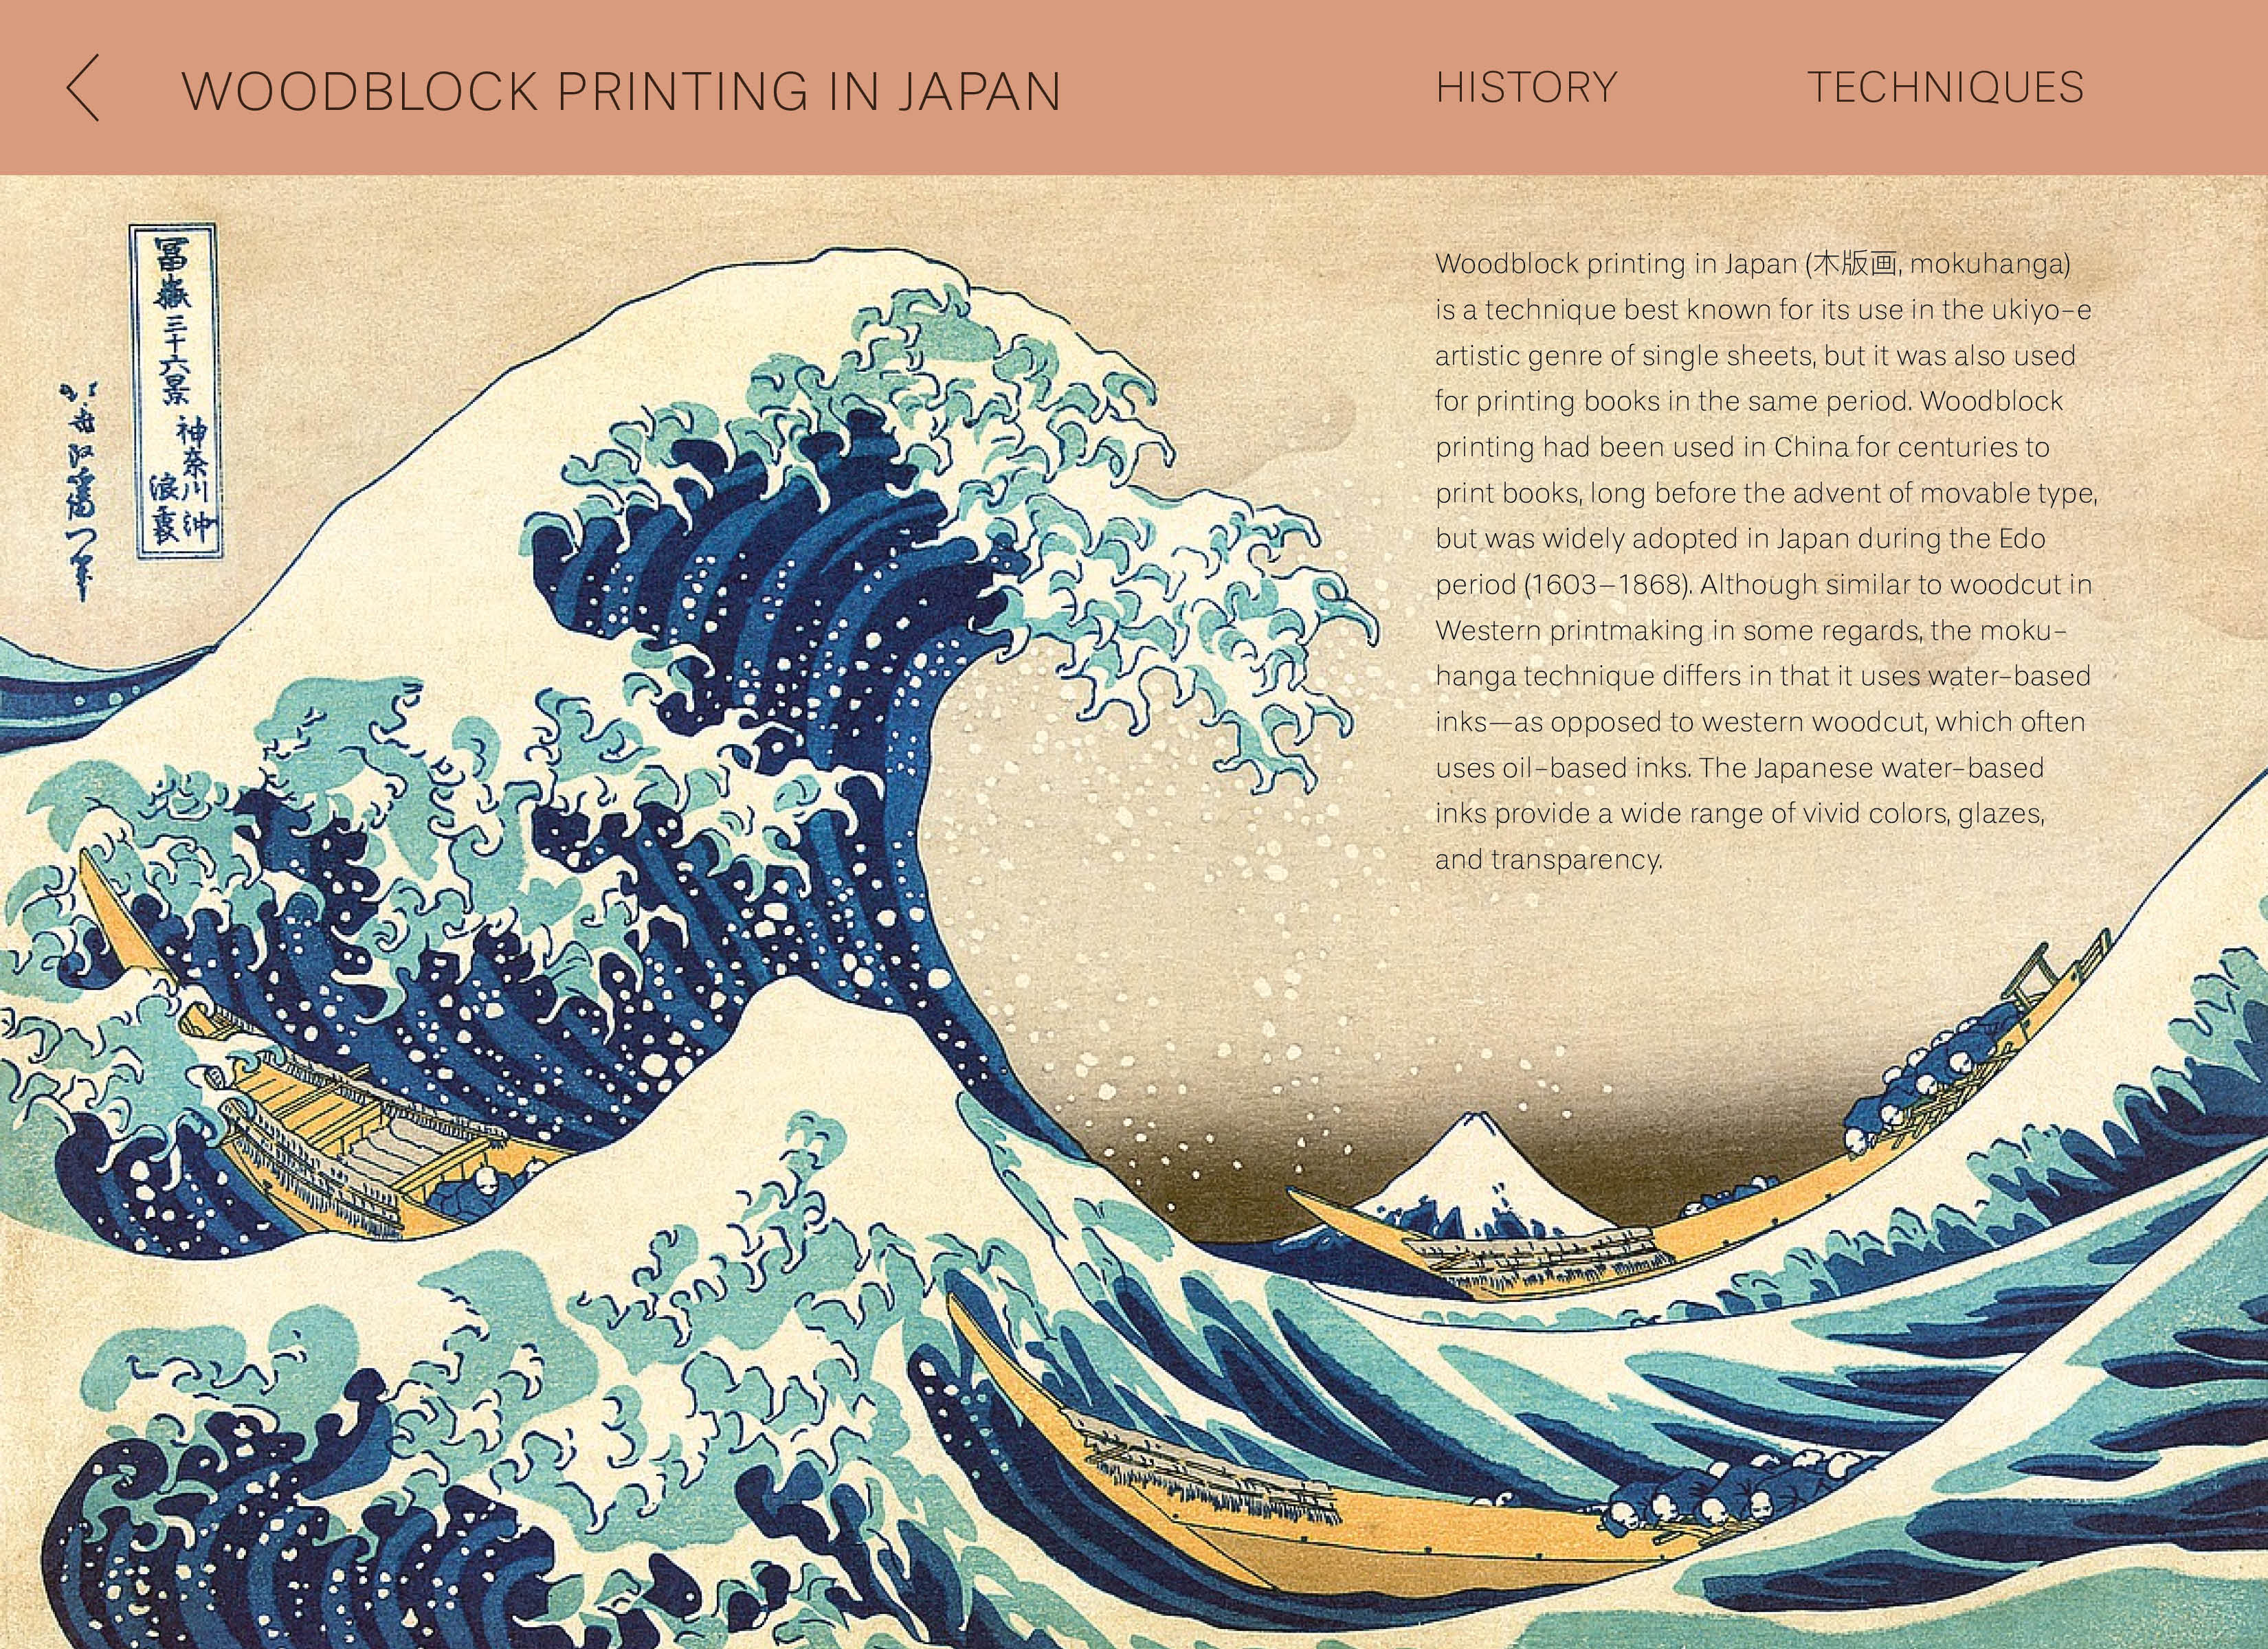 WOODBLOCK PRINTING IN JAPAN
HISTORY
TECHNIQUES
冨嶽三十六景
神奈川沖
浪裏
北斎改為一筆
Woodblock printing in Japan (木版画, mokuhanga)
is a technique best known for its use in the ukiyo-e
artistic genre of single sheets, but it was also used
for printing books in the same period. Woodblock
printing had been used in China for centuries to
print books, long before the advent of movable type,
but was widely adopted in Japan during the Edo
period (1603–1868). Although similar to woodcut in
Western printmaking in some regards, the moku-
hanga technique differs in that it uses water-based
inks—as opposed to western woodcut, which often
uses oil-based inks. The Japanese water-based
inks provide a wide range of vivid colors, glazes,
and transparency.